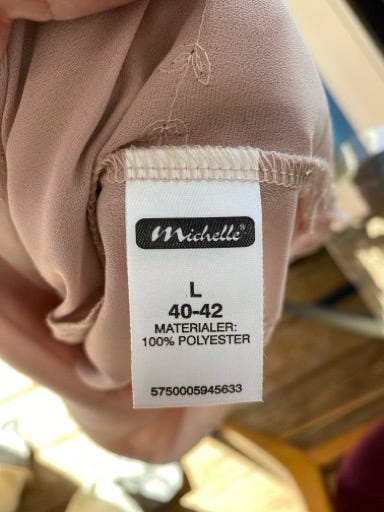 Michelle®
L
40-42
MATERIALER:
100% POLYESTER
5750005945633